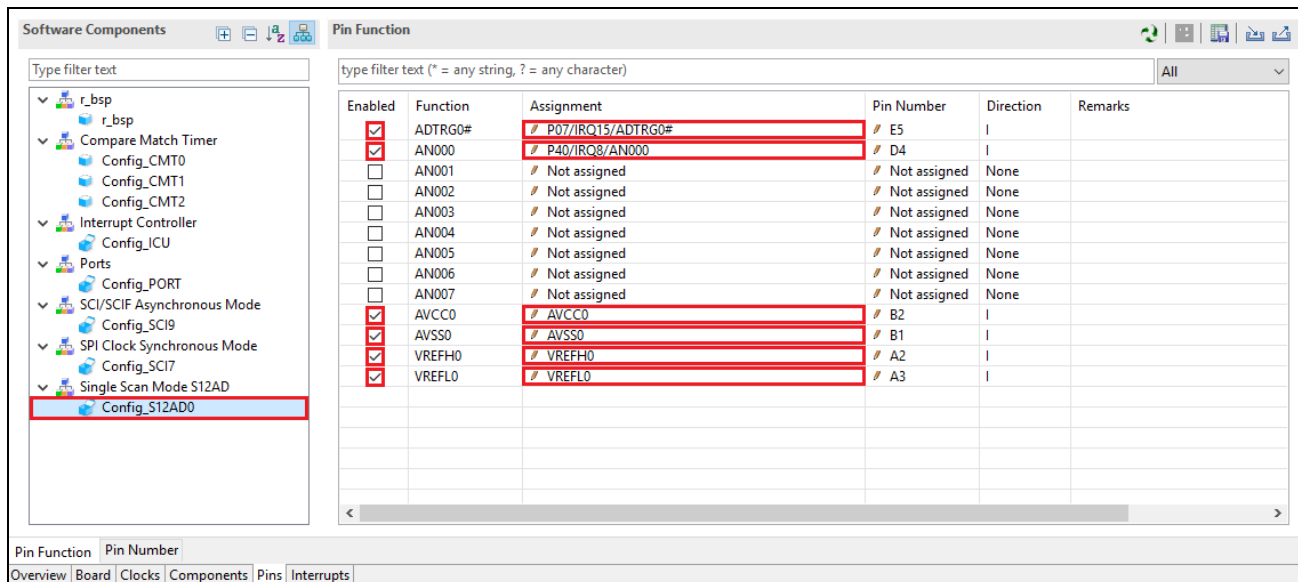 Software Components
Type filter text
r_bsp
r_bsp
Compare Match Timer
Config_CMT0
Config_CMT1
Config_CMT2
Interrupt Controller
Config_ICU
Ports
Config_PORT
SCI/SCIF Asynchronous Mode
Config_SCI9
SPI Clock Synchronous Mode
Config_SCI7
Single Scan Mode S12AD
Config_S12AD0
Pin Function
type filter text (* = any string, ? = any character) All
Enabled Function Assignment Pin Number Direction Remarks
ADTRG0# P07/IRQ15/ADTRG0# E5 I
AN000 P40/IRQ8/AN000 D4 I
AN001 Not assigned Not assigned None
AN002 Not assigned Not assigned None
AN003 Not assigned Not assigned None
AN004 Not assigned Not assigned None
AN005 Not assigned Not assigned None
AN006 Not assigned Not assigned None
AN007 Not assigned Not assigned None
AVCC0 AVCC0 B2 I
AVSS0 AVSS0 B1 I
VREFH0 VREFH0 A2 I
VREFL0 VREFL0 A3 I
Pin Function Pin Number
Overview Board Clocks Components Pins Interrupts